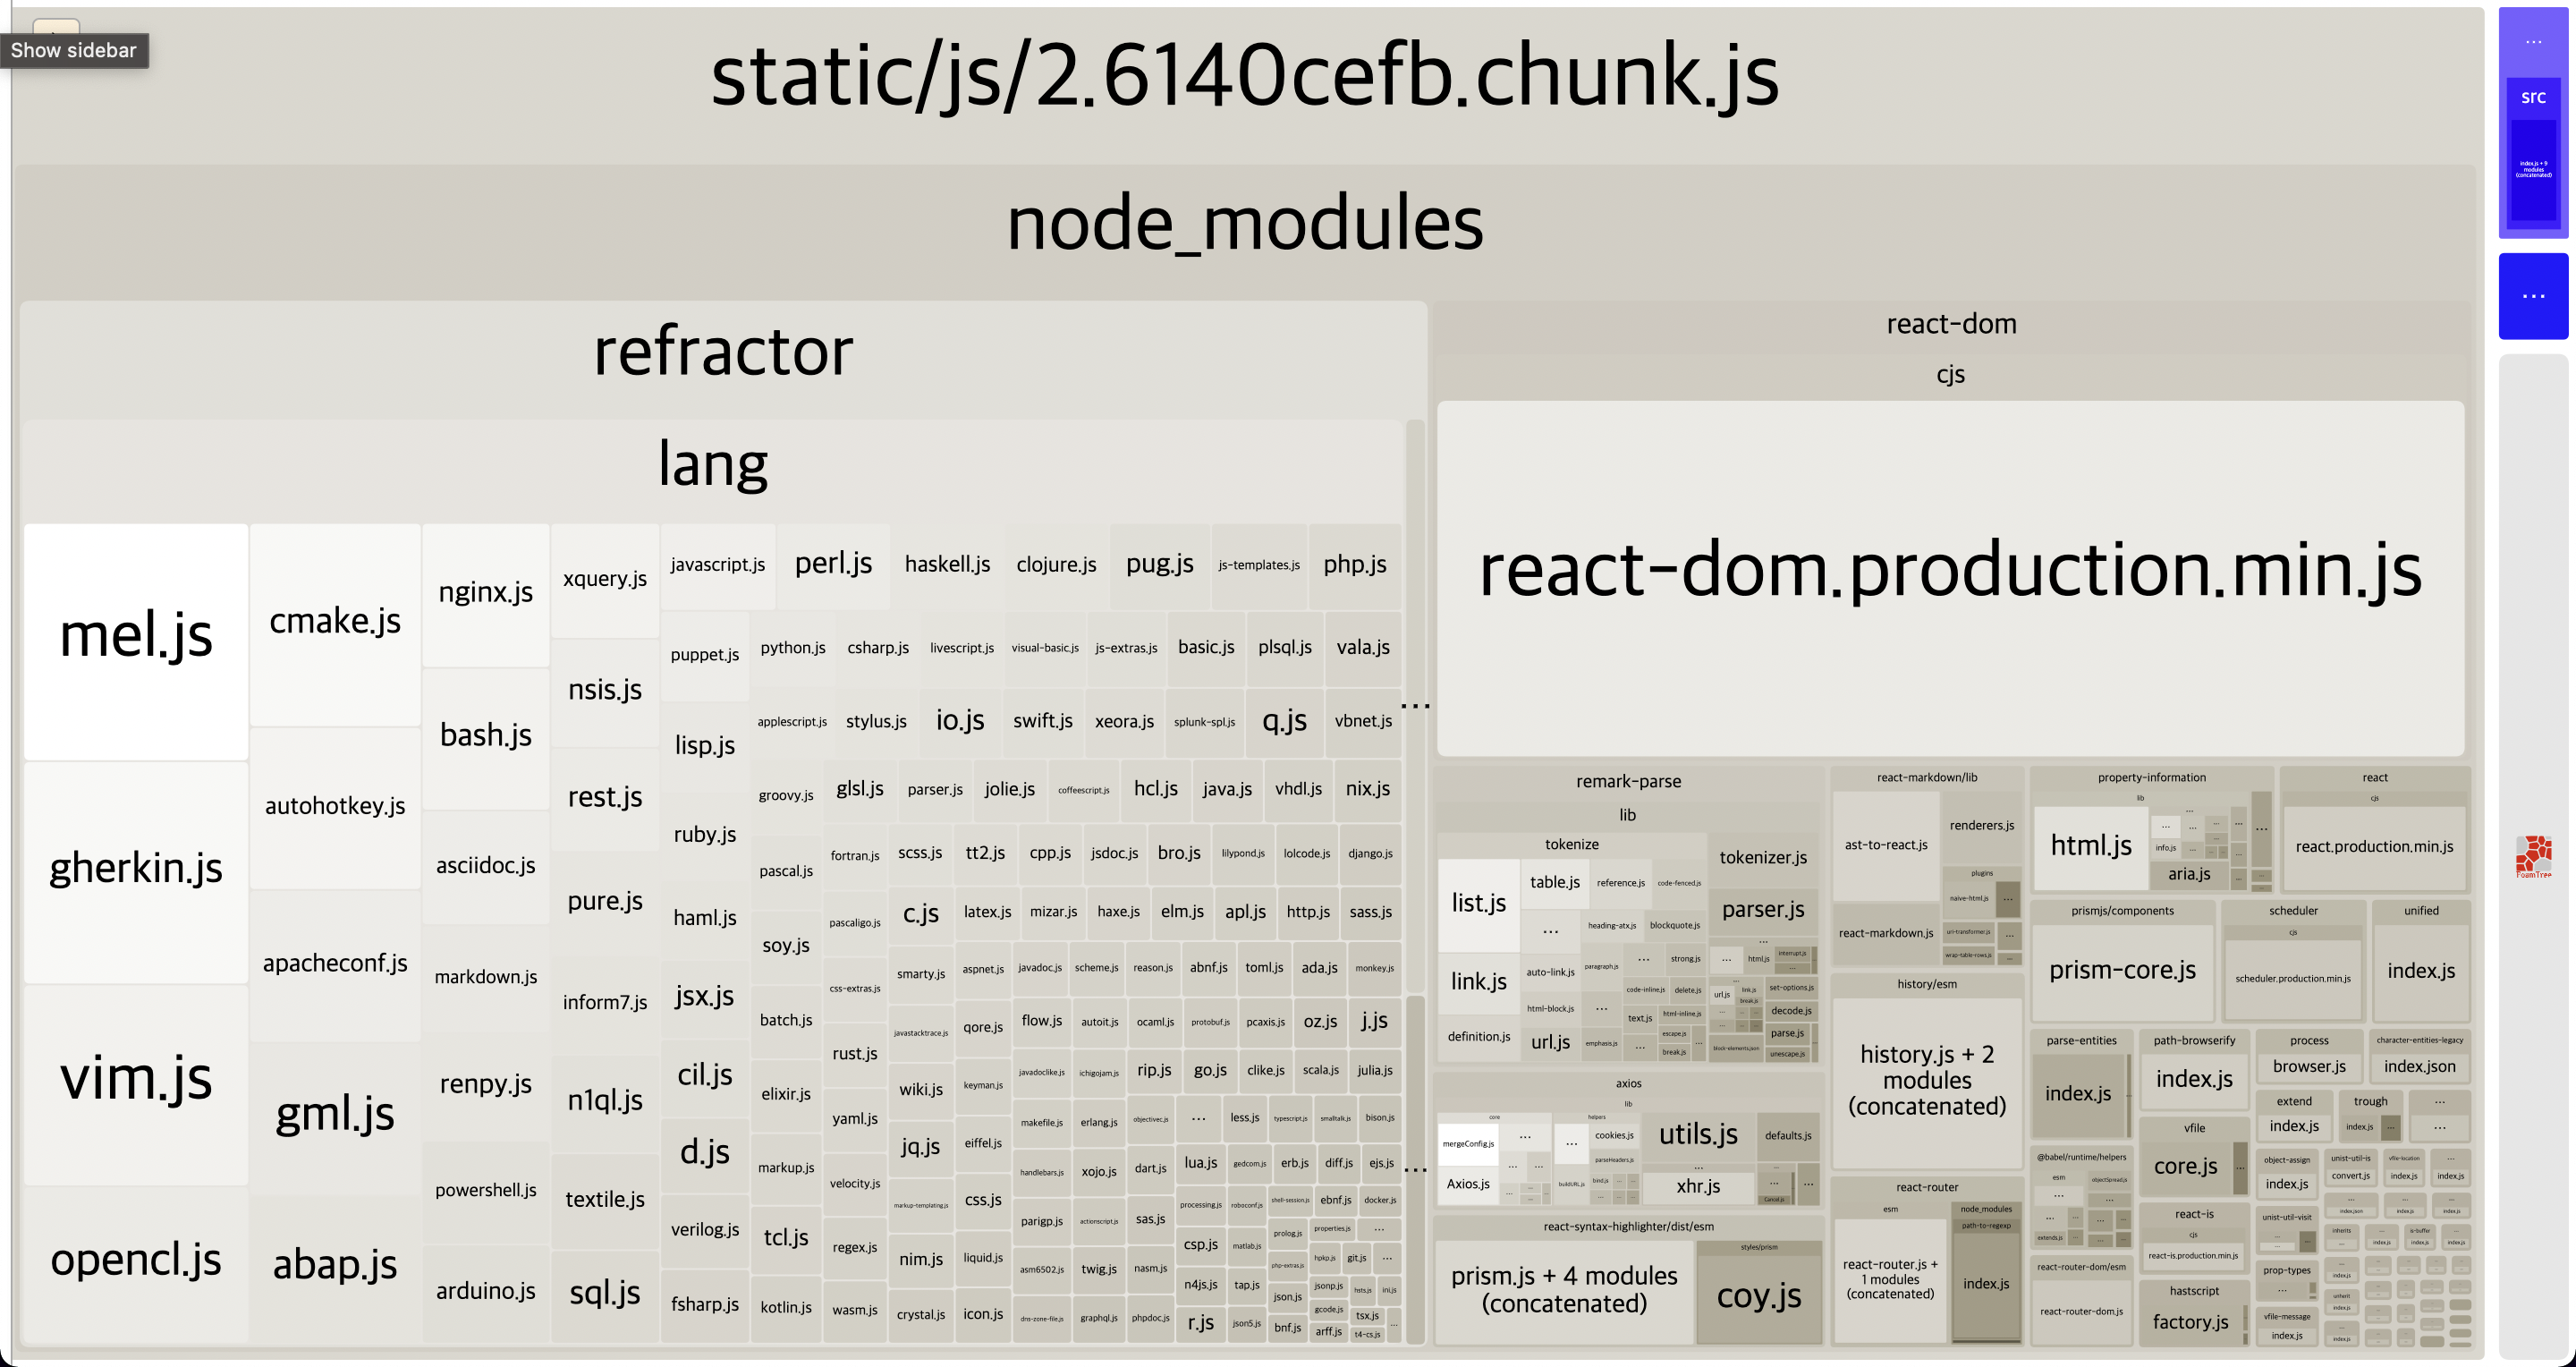 Show sidebar
static/js/2.6140cefb.chunk.js
node_modules
refractor
lang
mel.js
gherkin.js
vim.js
opencl.js
cmake.js
autohotkey.js
apacheconf.js
gml.js
abap.js
nginx.js
bash.js
asciidoc.js
markdown.js
renpy.js
powershell.js
arduino.js
xquery.js
nsis.js
rest.js
pure.js
inform7.js
n1ql.js
textile.js
sql.js
javascript.js
perl.js
haskell.js
clojure.js
pug.js
js-templates.js
php.js
puppet.js
lisp.js
ruby.js
haml.js
jsx.js
cil.js
d.js
verilog.js
fsharp.js
python.js
csharp.js
livescript.js
visual-basic.js
js-extras.js
basic.js
plsql.js
vala.js
applescript.js
stylus.js
io.js
swift.js
xeora.js
splunk-spl.js
q.js
vbnet.js
groovy.js
pascal.js
soy.js
batch.js
elixir.js
markup.js
tcl.js
kotlin.js
glsl.js
parser.js
jolie.js
coffeescript.js
hcl.js
java.js
vhdl.js
nix.js
fortran.js
pascaligo.js
css-extras.js
rust.js
yaml.js
velocity.js
regex.js
wasm.js
scss.js
tt2.js
cpp.js
jsdoc.js
bro.js
lilypond.js
lolcode.js
django.js
c.js
latex.js
mizar.js
haxe.js
elm.js
apl.js
http.js
sass.js
smarty.js
javastacktrace.js
wiki.js
jq.js
markup-templating.js
nim.js
crystal.js
aspnet.js
qore.js
keyman.js
eiffel.js
css.js
liquid.js
icon.js
javadoc.js
scheme.js
reason.js
abnf.js
toml.js
ada.js
monkey.js
flow.js
autoit.js
ocaml.js
protobuf.js
pcaxis.js
oz.js
j.js
javadoclike.js
ichigojam.js
rip.js
go.js
clike.js
scala.js
julia.js
makefile.js
erlang.js
objectivec.js
...
less.js
typescript.js
smalltalk.js
bison.js
handlebars.js
xojo.js
dart.js
lua.js
gedcom.js
erb.js
diff.js
ejs.js
parigp.js
actionscript.js
sas.js
processing.js
roboconf.js
shell-session.js
ebnf.js
docker.js
csp.js
matlab.js
prolog.js
properties.js
...
asm6502.js
twig.js
nasm.js
n4js.js
tap.js
php-extras.js
hpkp.js
git.js
...
json.js
jsonp.js
hsts.js
ini.js
dns-zone-file.js
graphql.js
phpdoc.js
r.js
json5.js
bnf.js
gcode.js
arff.js
tsx.js
t4-cs.js
...
...
...
react-dom
cjs
react-dom.production.min.js
remark-parse
lib
tokenize
list.js
link.js
definition.js
table.js
reference.js
code-fenced.js
...
heading-atx.js
blockquote.js
auto-link.js
paragraph.js
...
strong.js
html-block.js
...
code-inline.js
delete.js
url.js
emphasis.js
text.js
html-inline.js
...
escape.js
break.js
...
tokenizer.js
parser.js
...
...
html.js
interrupt.js
url.js
link.js
break.js
set-options.js
decode.js
parse.js
unescape.js
block-elements.json
axios
lib
core
mergeConfig.js
Axios.js
...
helpers
...
cookies.js
parseHeaders.js
buildURL.js
bind.js
utils.js
...
xhr.js
defaults.js
...
Cancel.js
...
react-syntax-highlighter/dist/esm
prism.js + 4 modules
(concatenated)
styles/prism
coy.js
react-markdown/lib
ast-to-react.js
react-markdown.js
renderers.js
plugins
naive-html.js
...
uri-transformer.js
...
wrap-table-rows.js
history/esm
history.js + 2
modules
(concatenated)
react-router
esm
react-router.js +
1 modules
(concatenated)
node_modules
path-to-regexp
index.js
property-information
lib
html.js
info.js
aria.js
...
react
cjs
react.production.min.js
prismjs/components
prism-core.js
scheduler
cjs
scheduler.production.min.js
unified
index.js
parse-entities
index.js
path-browserify
index.js
process
browser.js
character-entities-legacy
index.json
extend
index.js
trough
index.js
...
...
...
@babel/runtime/helpers
esm
objectSpread.js
...
extends.js
vfile
core.js
...
object-assign
index.js
unist-util-is
convert.js
vfile-location
index.js
...
index.js
react-is
cjs
react-is.production.min.js
unist-util-visit
...
index.json
index.js
index.js
inherits
is-buffer
index.js
react-router-dom/esm
react-router-dom.js
hastscript
factory.js
prop-types
...
vfile-message
index.js
index.js
unherit
index.js
index.js
...
src
index.js + 9
modules
(concatenated)
...
FoamTree